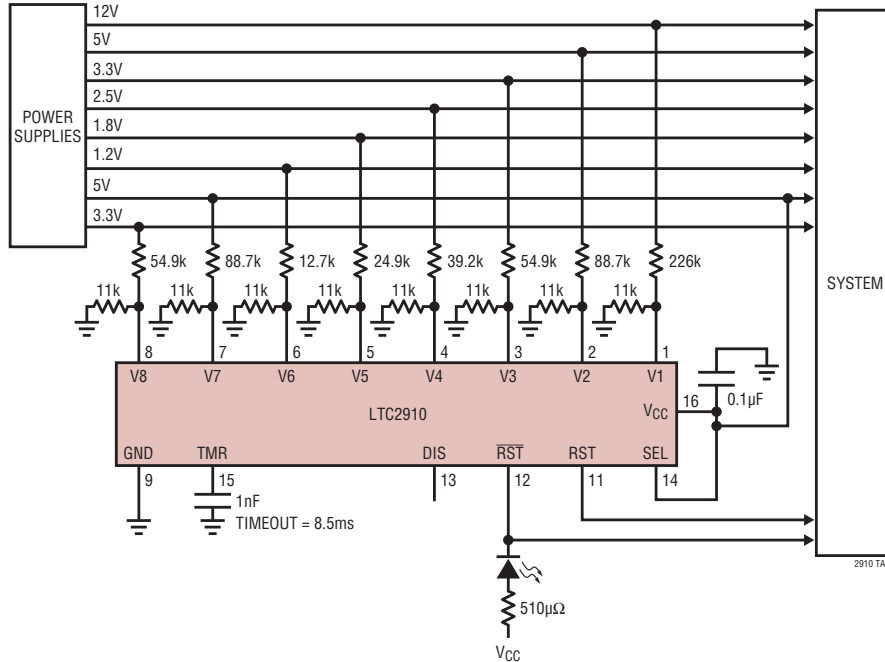 12V
5V
3.3V
2.5V
POWER
SUPPLIES
1.8V
1.2V
5V
3.3V
SYSTEM
54.9k
88.7k
12.7k
24.9k
39.2k
54.9k
88.7k
226k
11k
11k
11k
11k
11k
11k
11k
11k
8
7
6
5
4
3
2
1
V8
V7
V6
V5
V4
V3
V2
V1
16
0.1µF
VCC
LTC2910
GND
TMR
DIS
RST
RST
SEL
9
15
13
12
11
14
1nF
TIMEOUT = 8.5ms
2910 TA
510µΩ
VCC